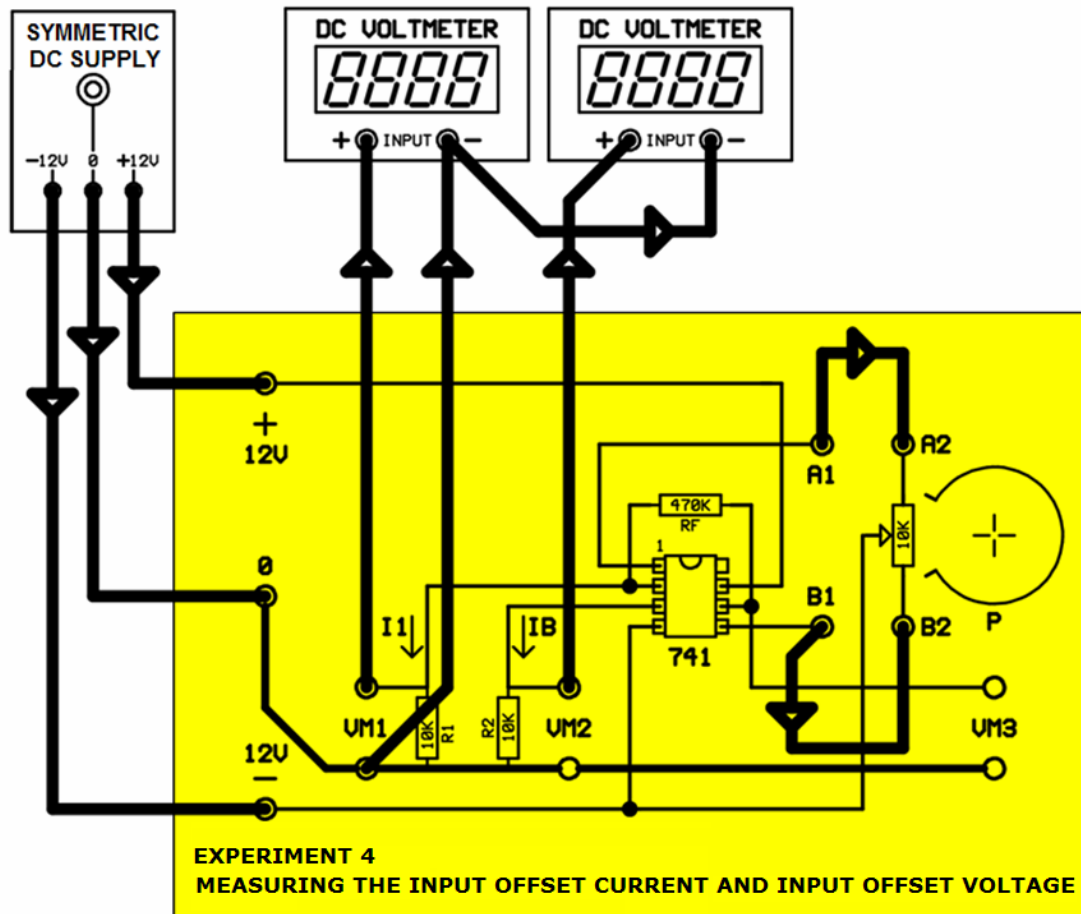 SYMMETRIC
DC SUPPLY
-12V 0 +12V
DC VOLTMETER
8888
+ INPUT -
DC VOLTMETER
8888
+ INPUT -
+
12V
0
12V
-
A1
A2
470K
RF
1
741
10K
P
B1
B2
I1
IB
VM1
10K
R1
R2
10K
VM2
VM3
EXPERIMENT 4
MEASURING THE INPUT OFFSET CURRENT AND INPUT OFFSET VOLTAGE